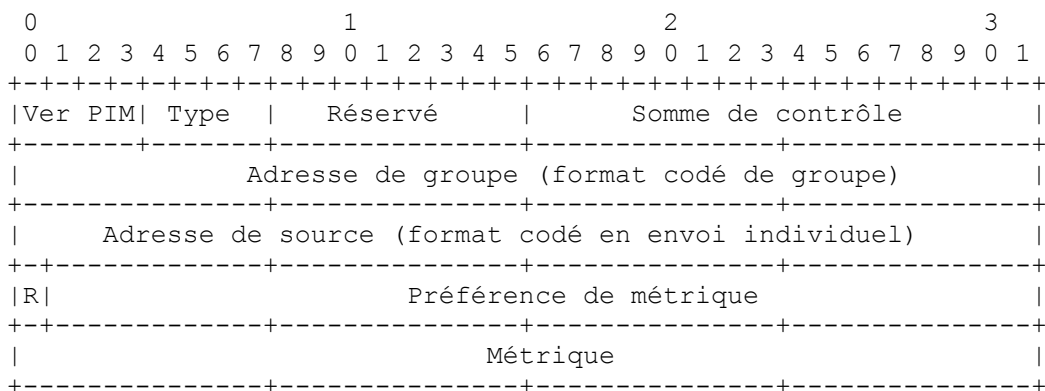 0 1 2 3
0 1 2 3 4 5 6 7 8 9 0 1 2 3 4 5 6 7 8 9 0 1 2 3 4 5 6 7 8 9 0 1
+-+-+-+-+-+-+-+-+-+-+-+-+-+-+-+-+-+-+-+-+-+-+-+-+-+-+-+-+-+-+-+-+
|Ver PIM| Type | Réservé | Somme de contrôle |
+-------+-------+---------------+---------------+---------------+
| Adresse de groupe (format codé de groupe) |
+---------------+---------------+---------------+---------------+
| Adresse de source (format codé en envoi individuel) |
+-+-------------+---------------+---------------+---------------+
|R| Préférence de métrique |
+-+-------------+---------------+---------------+---------------+
| Métrique |
+---------------+---------------+---------------+---------------+